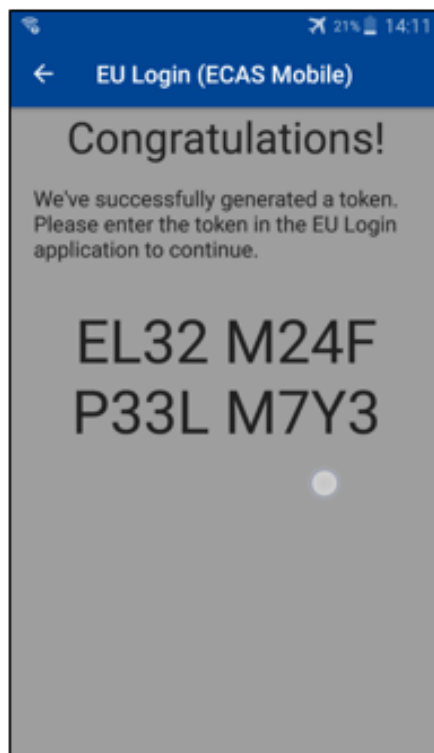 21% 14:11
EU Login (ECAS Mobile)
Congratulations!
We've successfully generated a token.
Please enter the token in the EU Login
application to continue.
EL32 M24F
P33L M7Y3